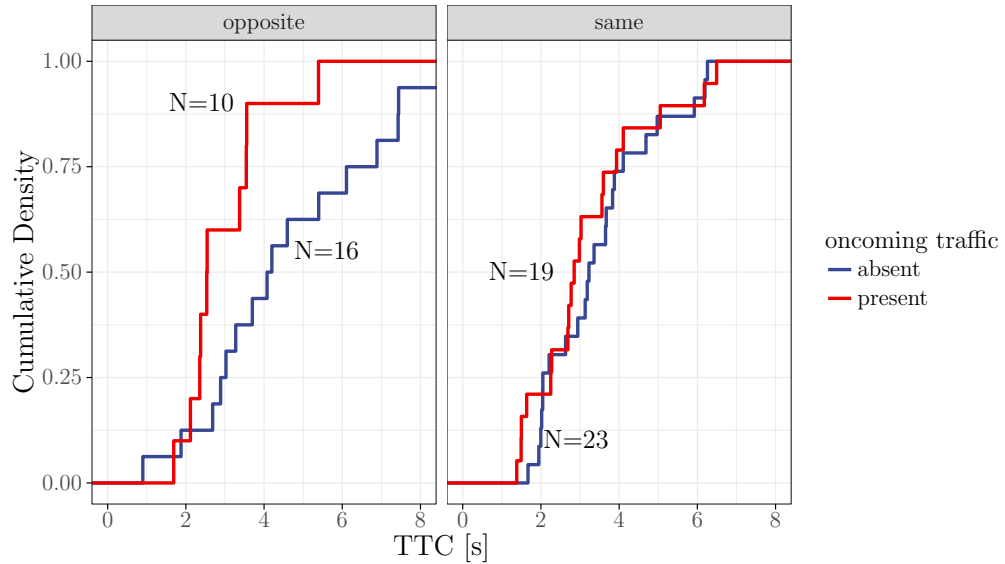 opposite
same
1.00
0.75
0.50
0.25
0.00
Cumulative Density
N=10
N=16
N=19
N=23
0 2 4 6 8
0 2 4 6 8
TTC [s]
oncoming traffic
absent
present